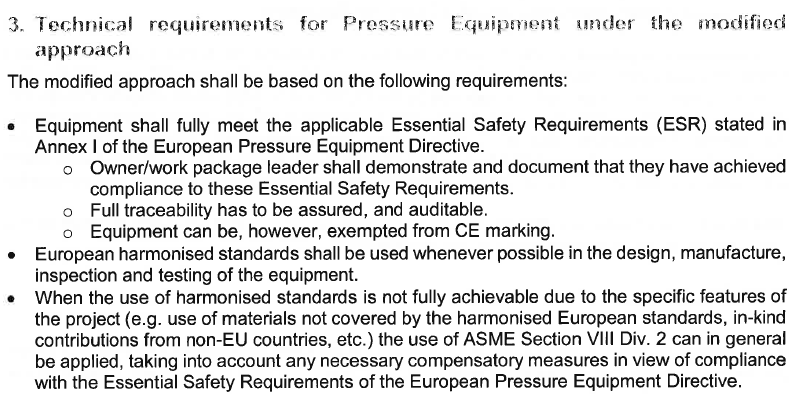 3. Technical requirements for Pressure Equipment under the modified
approach
The modified approach shall be based on the following requirements:
• Equipment shall fully meet the applicable Essential Safety Requirements (ESR) stated in
Annex I of the European Pressure Equipment Directive.
o Owner/work package leader shall demonstrate and document that they have achieved
compliance to these Essential Safety Requirements.
o Full traceability has to be assured, and auditable.
o Equipment can be, however, exempted from CE marking.
• European harmonised standards shall be used whenever possible in the design, manufacture,
inspection and testing of the equipment.
• When the use of harmonised standards is not fully achievable due to the specific features of
the project (e.g. use of materials not covered by the harmonised European standards, in-kind
contributions from non-EU countries, etc.) the use of ASME Section VIII Div. 2 can in general
be applied, taking into account any necessary compensatory measures in view of compliance
with the Essential Safety Requirements of the European Pressure Equipment Directive.